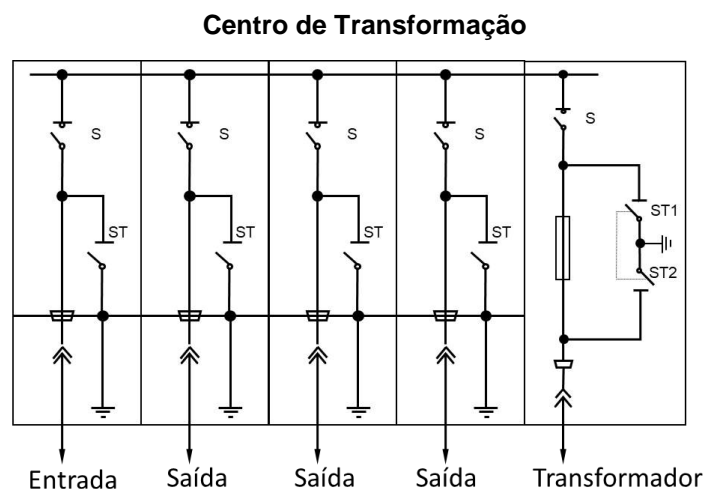 Centro de Transformação
S S S S S
ST ST ST ST ST1
ST2
Entrada Saída Saída Saída Transformador